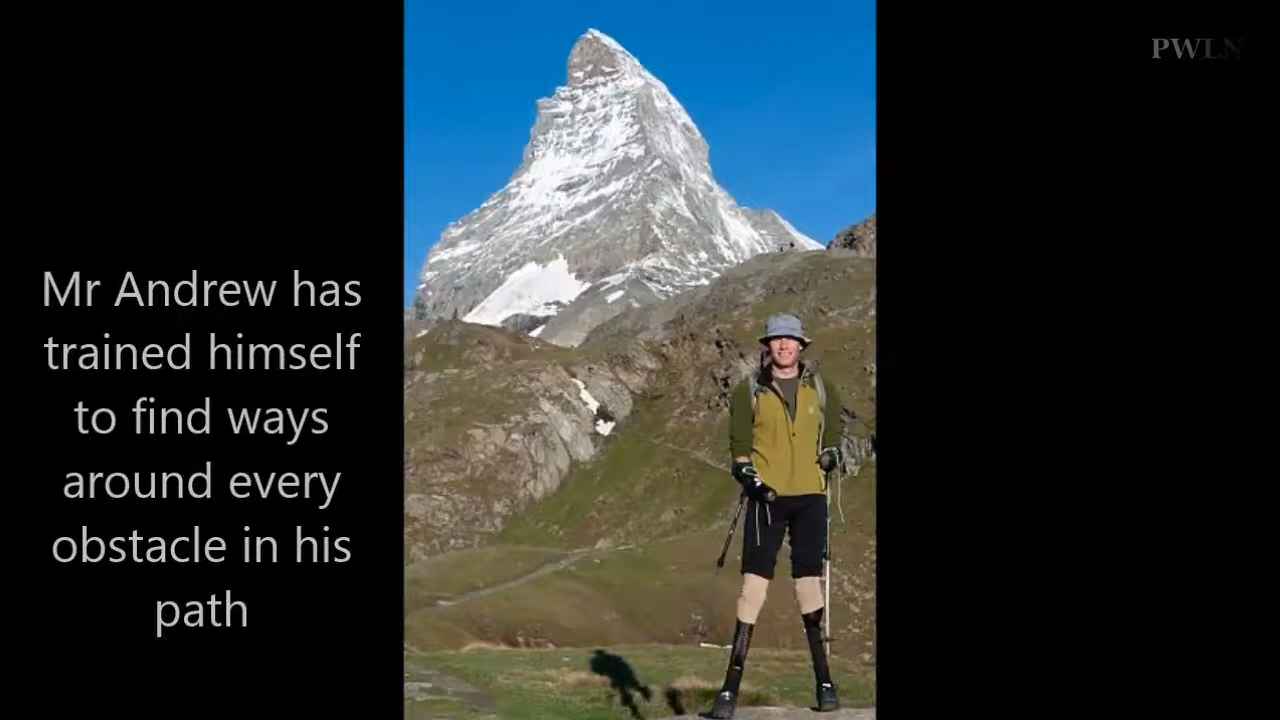 PWLN
Mr Andrew has
trained himself
to find ways
around every
obstacle in his
path